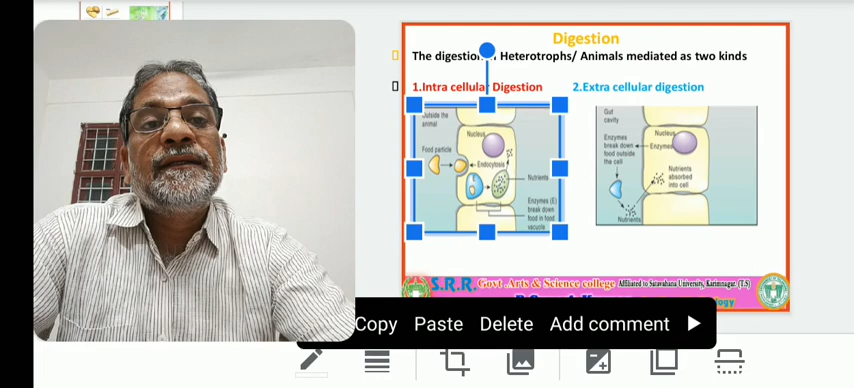 Digestion
The digestion Heterotrophs/ Animals mediated as two kinds
1.Intra cellular Digestion
2.Extra cellular digestion
Outside the
animal
Nucleus
Food particle
Endocytosis
Nutrients
Enzymes (E)
break down
food in food
vacuole
Gut
cavity
Nucleus
Enzymes
break down
food outside
the cell
Enzymes
Nutrients
absorbed
into cell
Nutrients
S.R.R. Govt .Arts & Science college Affiliated to Satavahana University, Karimnagar. (T.S)
Copy Paste Delete Add comment